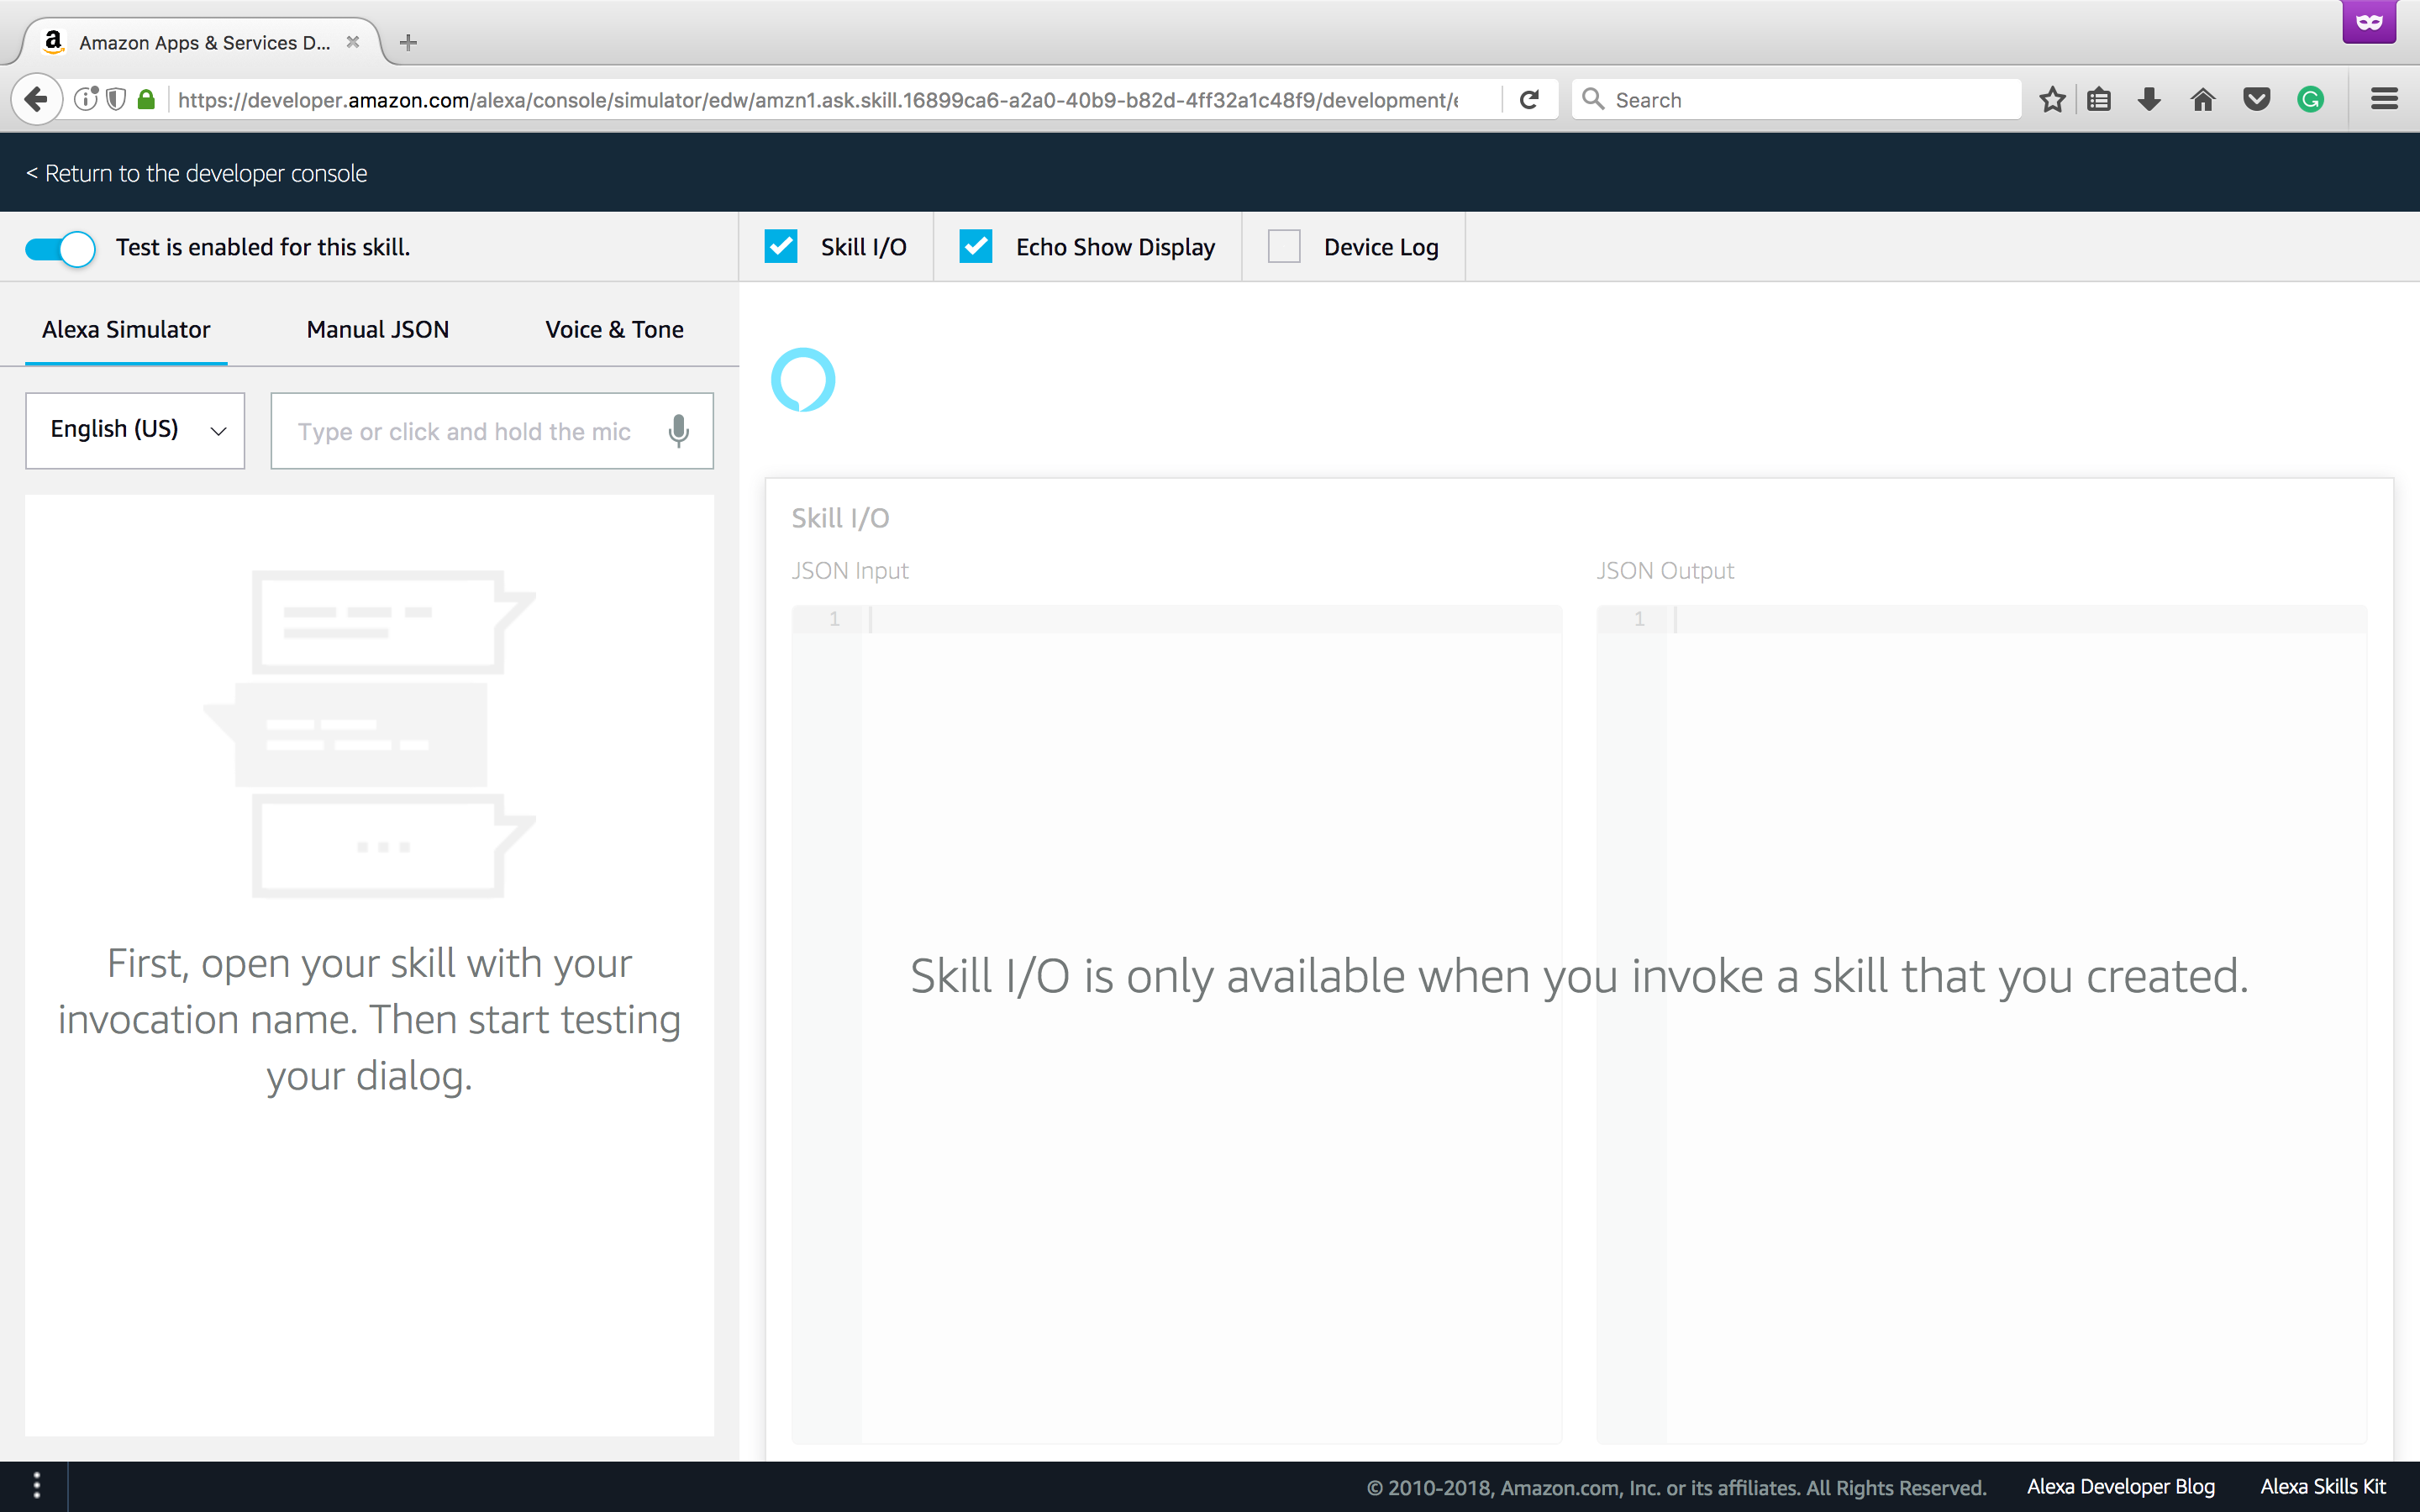 Amazon Apps & Services D...
https://developer.amazon.com/alexa/console/simulator/edw/amzn1.ask.skill.16899ca6-a2a0-40b9-b82d-4ff32a1c48f9/development/e
Search
< Return to the developer console
Test is enabled for this skill.
Skill I/O
Echo Show Display
Device Log
Alexa Simulator
Manual JSON
Voice & Tone
English (US)
Type or click and hold the mic
Skill I/O
JSON Input
JSON Output
1
1
First, open your skill with your
invocation name. Then start testing
your dialog.
Skill I/O is only available when you invoke a skill that you created.
© 2010-2018, Amazon.com, Inc. or its affiliates. All Rights Reserved.
Alexa Developer Blog
Alexa Skills Kit